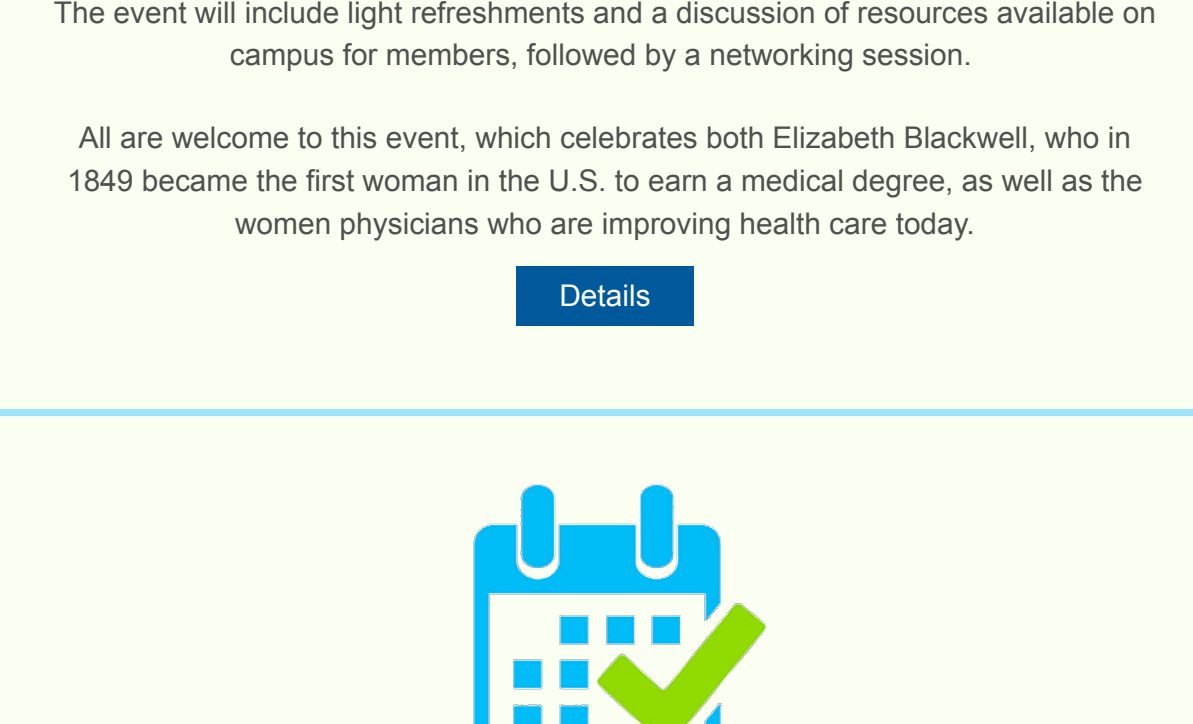 The event will include light refreshments and a discussion of resources available on
campus for members, followed by a networking session.
All are welcome to this event, which celebrates both Elizabeth Blackwell, who in
1849 became the first woman in the U.S. to earn a medical degree, as well as the
women physicians who are improving health care today.
Details